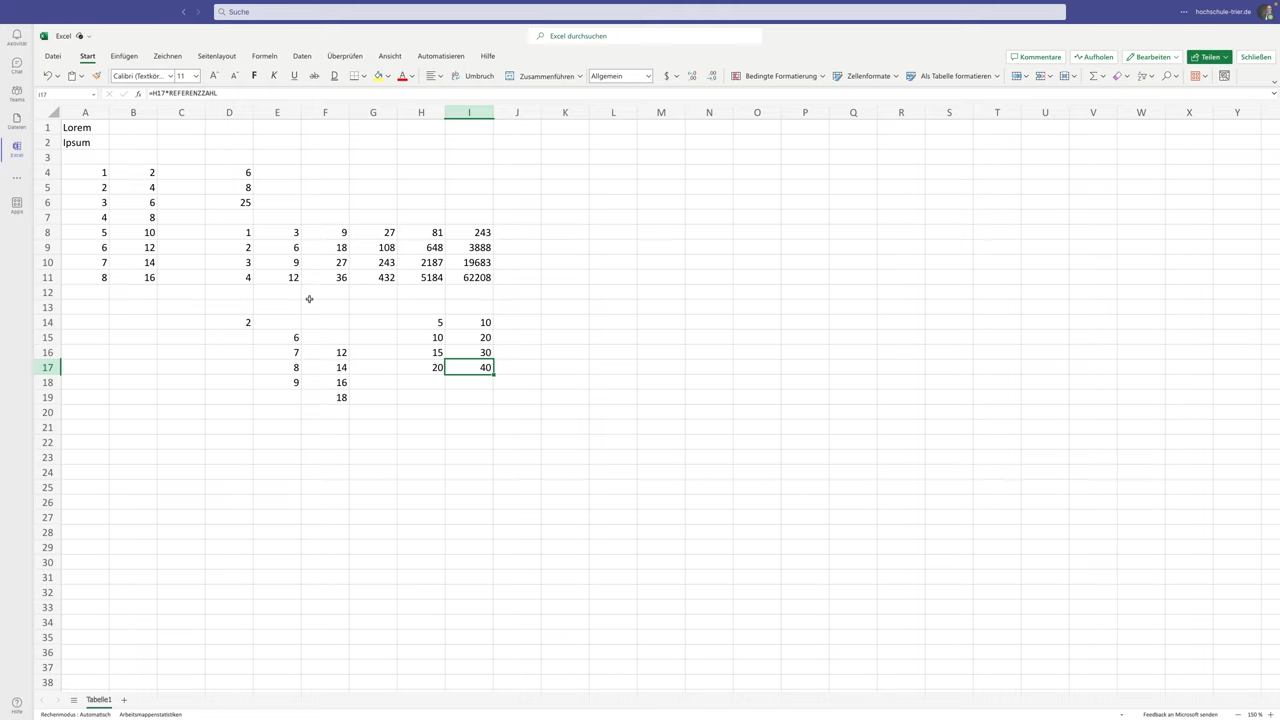 Suche
hochschule-trier.de
Aktivität
Chat
Teams
Dateien
Excel
Apps
Hilfe
Excel
Excel durchsuchen
Datei Start Einfügen Zeichnen Seitenlayout Formeln Daten Überprüfen Ansicht Automatisieren Hilfe
Kommentare Aufholen Bearbeiten Teilen Schließen
Calibri (Textkör... 11 A A F K U ab D A Umbruch Zusammenführen Allgemein $ Bedingte Formatierung Zellenformate Als Tabelle formatieren
I17 fx =H17*REFERENZZAHL
A B C D E F G H I J K L M N O P Q R S T U V W X Y
1 Lorem
2 Ipsum
3
4 1 2 6
5 2 4 8
6 3 6 25
7 4 8
8 5 10 1 3 9 27 81 243
9 6 12 2 6 18 108 648 3888
10 7 14 3 9 27 243 2187 19683
11 8 16 4 12 36 432 5184 62208
12
13
14 2 5 10
15 6 10 20
16 7 12 15 30
17 8 14 20 40
18 9 16
19 18
20
21
22
23
24
25
26
27
28
29
30
31
32
33
34
35
36
37
38
Tabelle1
Rechenmodus : Automatisch Arbeitsmappenstatistiken Feedback an Microsoft senden 150 %